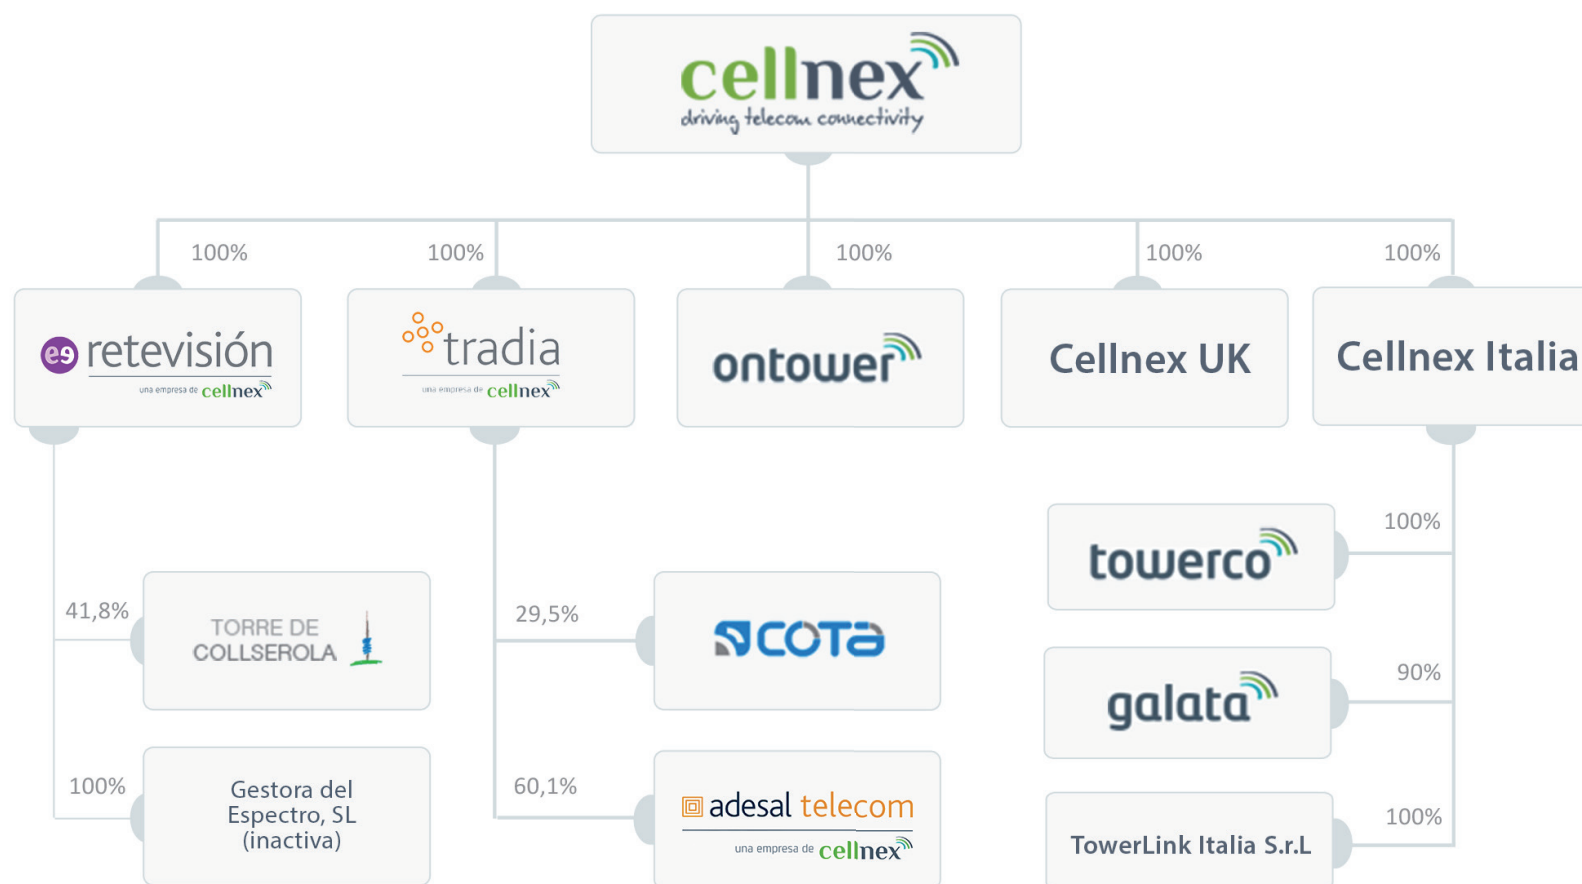 cellnex
driving telecom connectivity
100%
100%
100%
100%
100%
retevisión
una empresa de cellnex
tradia
una empresa de cellnex
ontower
Cellnex UK
Cellnex Italia
41,8%
TORRE DE
COLLSEROLA
100%
Gestora del
Espectro, SL
(inactiva)
29,5%
COTA
60,1%
adesal telecom
una empresa de cellnex
100%
towerco
90%
galata
100%
TowerLink Italia S.r.L